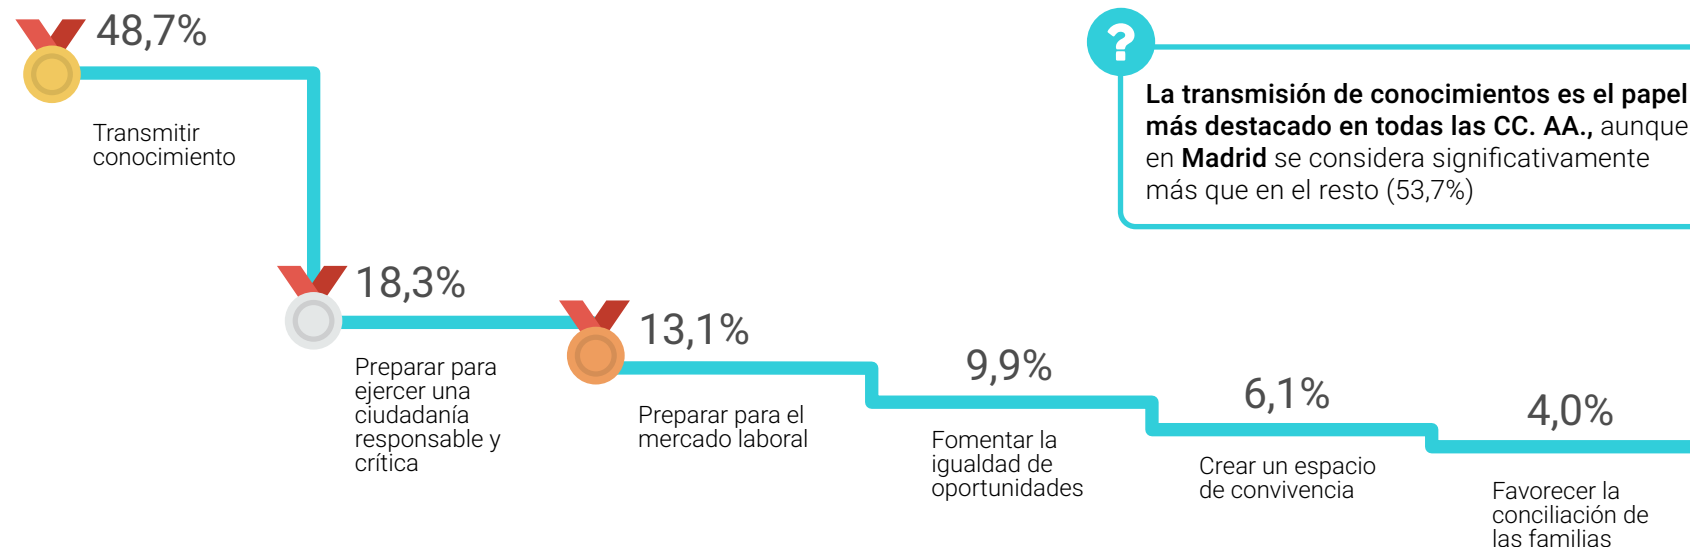 48,7%
Transmitir
conocimiento
?
La transmisión de conocimientos es el papel
más destacado en todas las CC. AA., aunque
en Madrid se considera significativamente
más que en el resto (53,7%)
18,3%
Preparar para
ejercer una
ciudadanía
responsable y
crítica
13,1%
Preparar para el
mercado laboral
9,9%
Fomentar la
igualdad de
oportunidades
6,1%
Crear un espacio
de convivencia
4,0%
Favorecer la
conciliación de
las familias